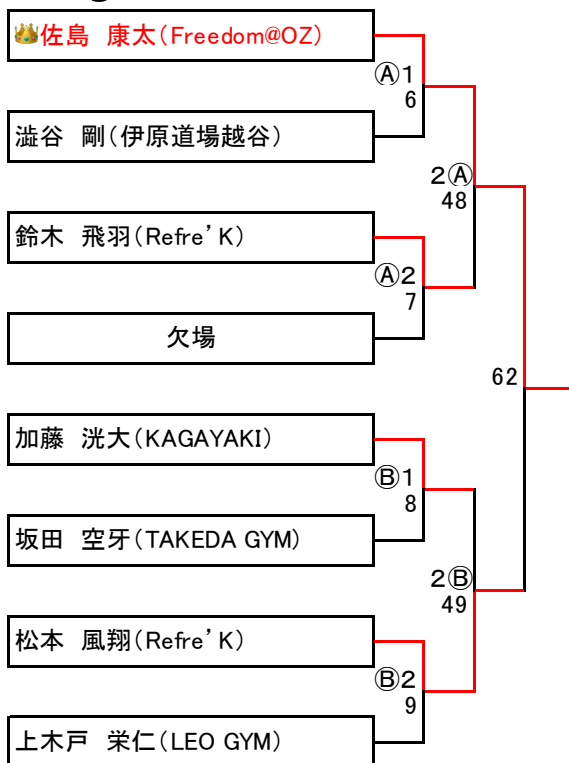 👑佐島 康太(Freedom@OZ)
Ⓐ1
6
澁谷 剛(伊原道場越谷)
2Ⓐ
48
鈴木 飛羽(Refre'K)
Ⓐ2
7
欠場
62
加藤 洸大(KAGAYAKI)
Ⓑ1
8
坂田 空牙(TAKEDA GYM)
2Ⓑ
49
松本 風翔(Refre'K)
Ⓑ2
9
上木戸 栄仁(LEO GYM)